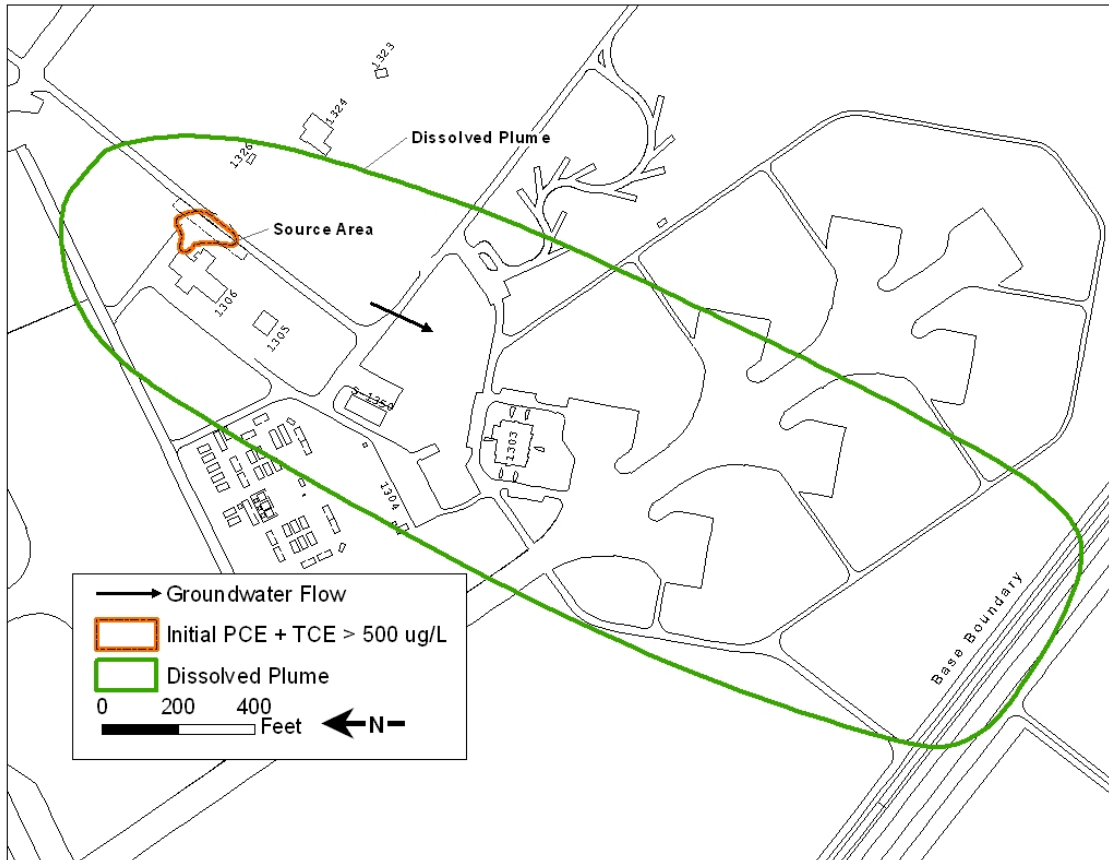 1323
1324
Dissolved Plume
1326
Source Area
1306
1305
S-1350
1303
1304
Base Boundary
Groundwater Flow
Initial PCE + TCE > 500 ug/L
Dissolved Plume
0 200 400
Feet
N